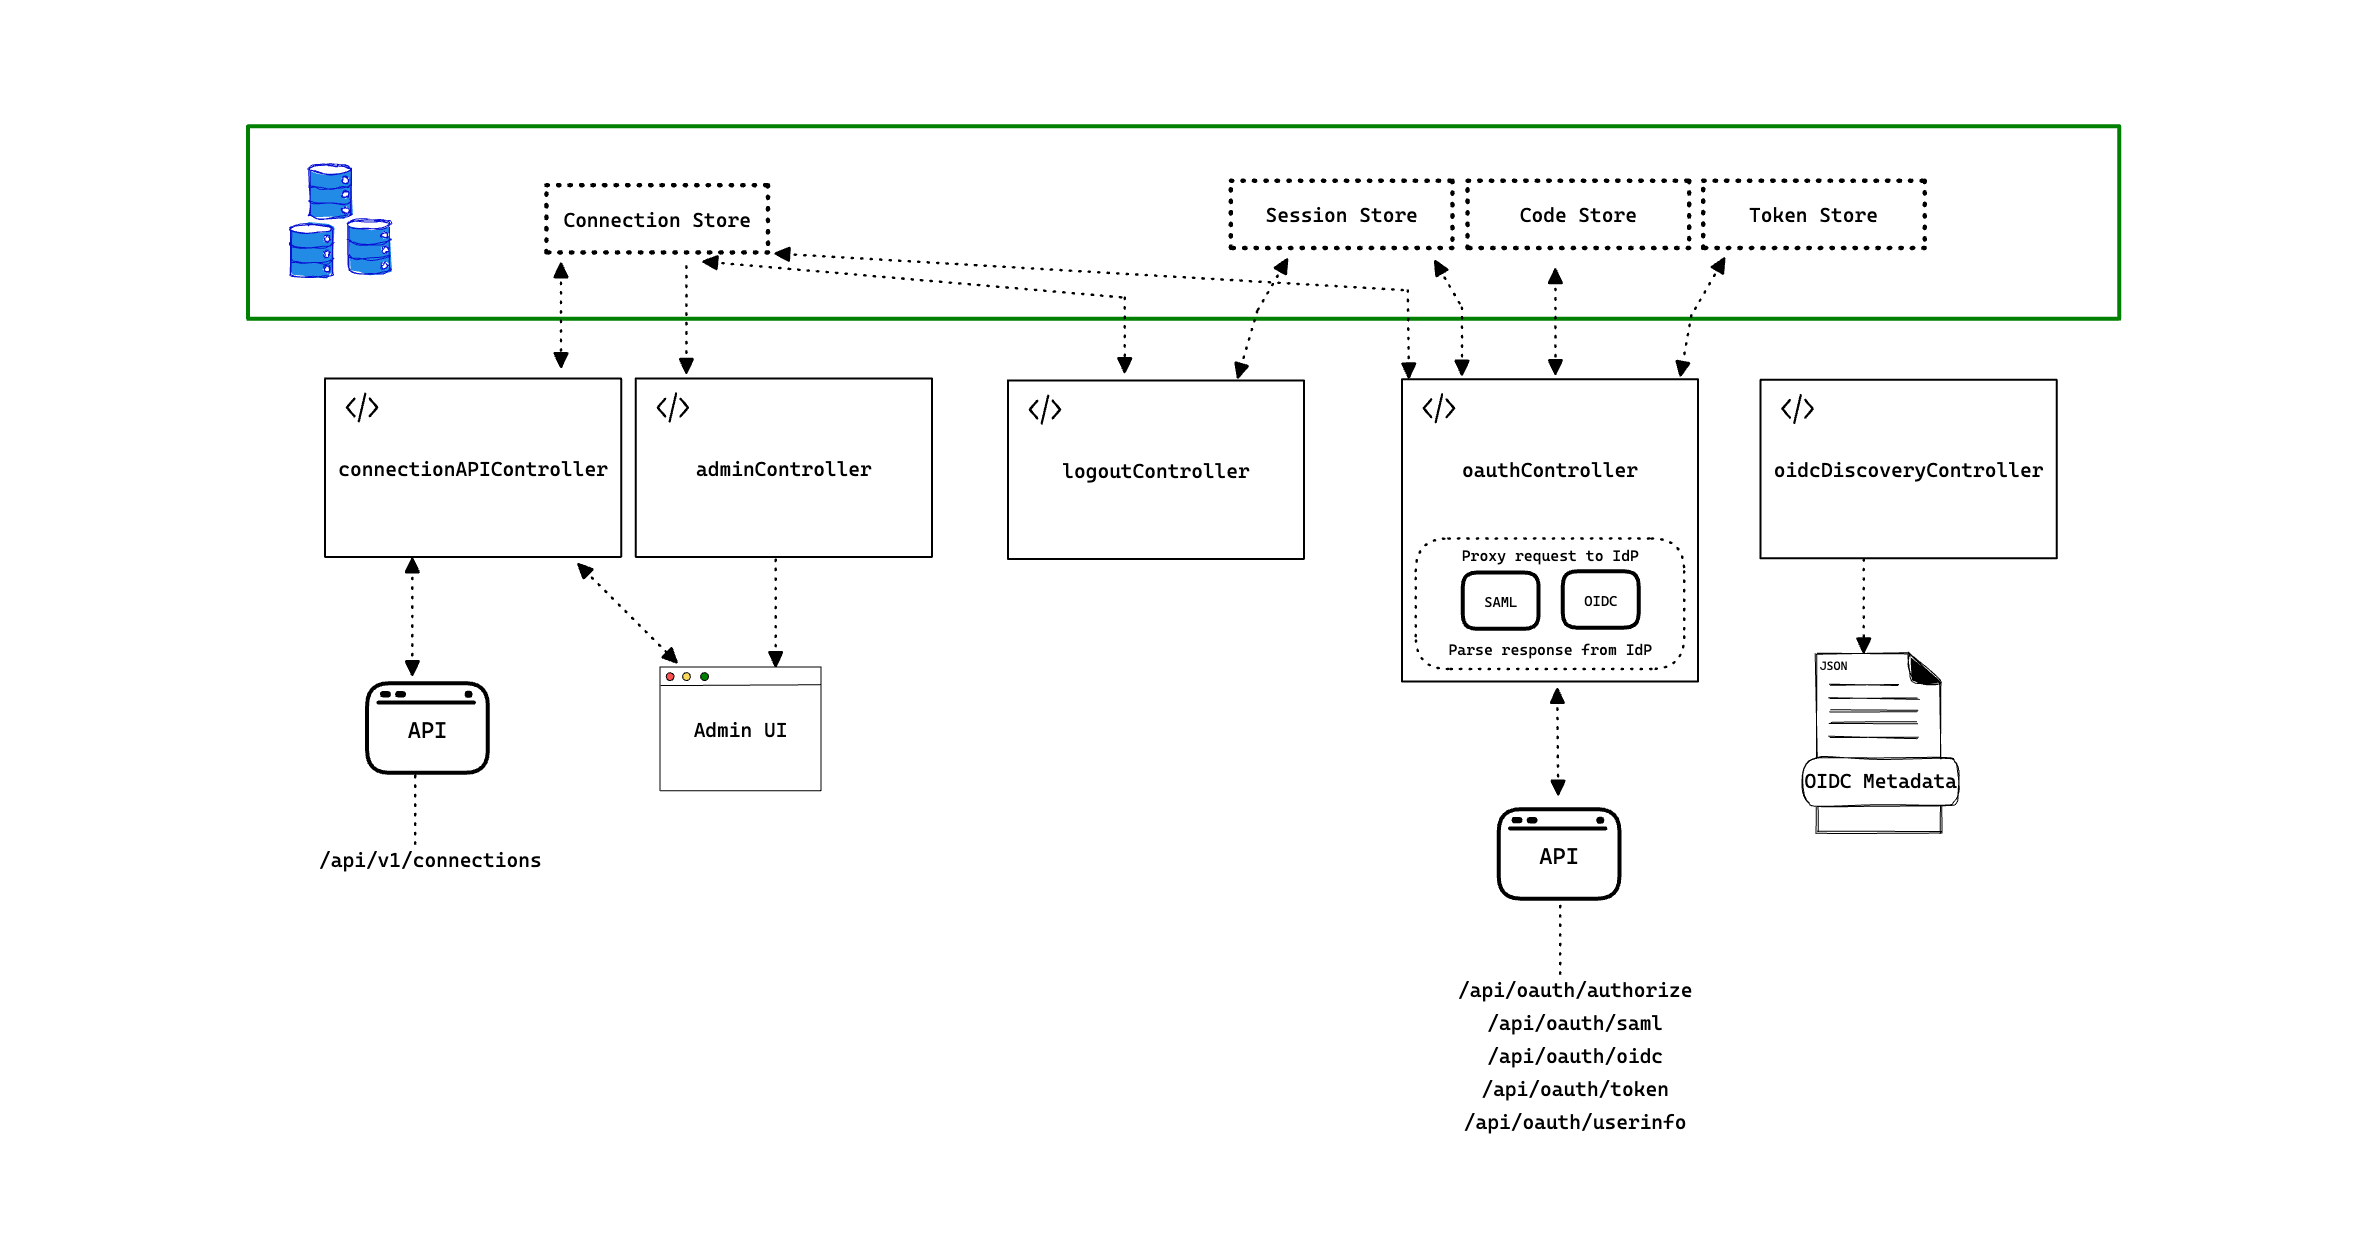 Connection Store
Session Store
Code Store
Token Store
</>
connectionAPIController
</>
adminController
</>
logoutController
</>
oauthController
Proxy request to IdP
SAML
OIDC
Parse response from IdP
</>
oidcDiscoveryController
API
/api/v1/connections
Admin UI
API
/api/oauth/authorize
/api/oauth/saml
/api/oauth/oidc
/api/oauth/token
/api/oauth/userinfo
JSON
OIDC Metadata